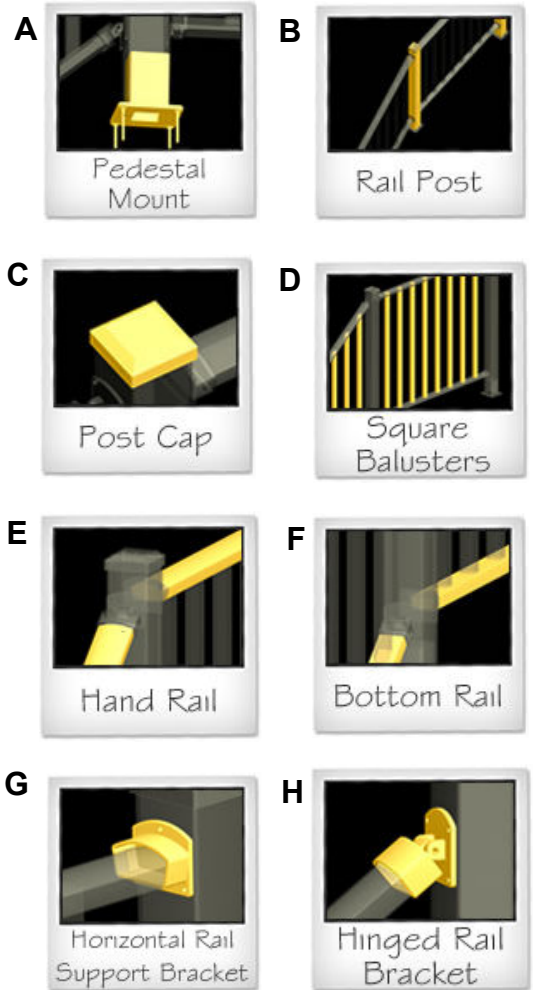 A
Pedestal
Mount
B
Rail Post
C
Post Cap
D
Square
Balusters
E
Hand Rail
F
Bottom Rail
G
Horizontal Rail
Support Bracket
H
Hinged Rail
Bracket